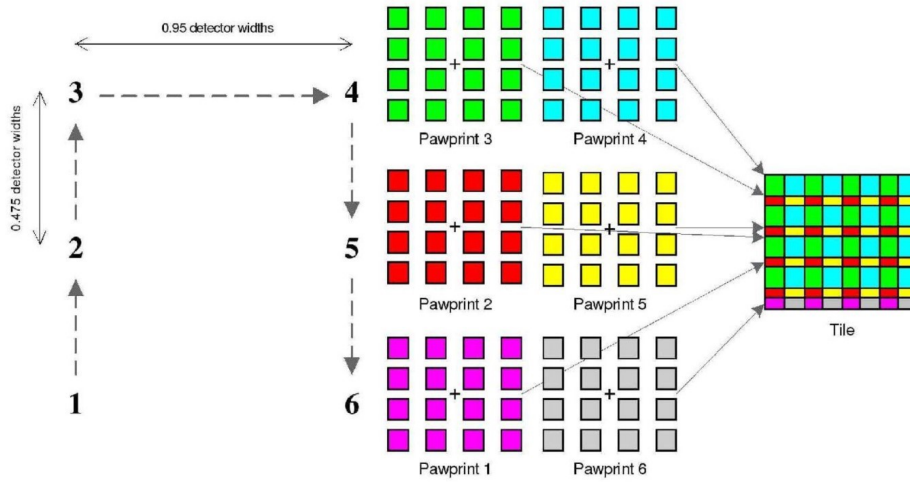 0.95 detector widths
3
4
0.475 detector widths
2
5
1
6
Pawprint 3
Pawprint 4
Pawprint 2
Pawprint 5
Tile
Pawprint 1
Pawprint 6